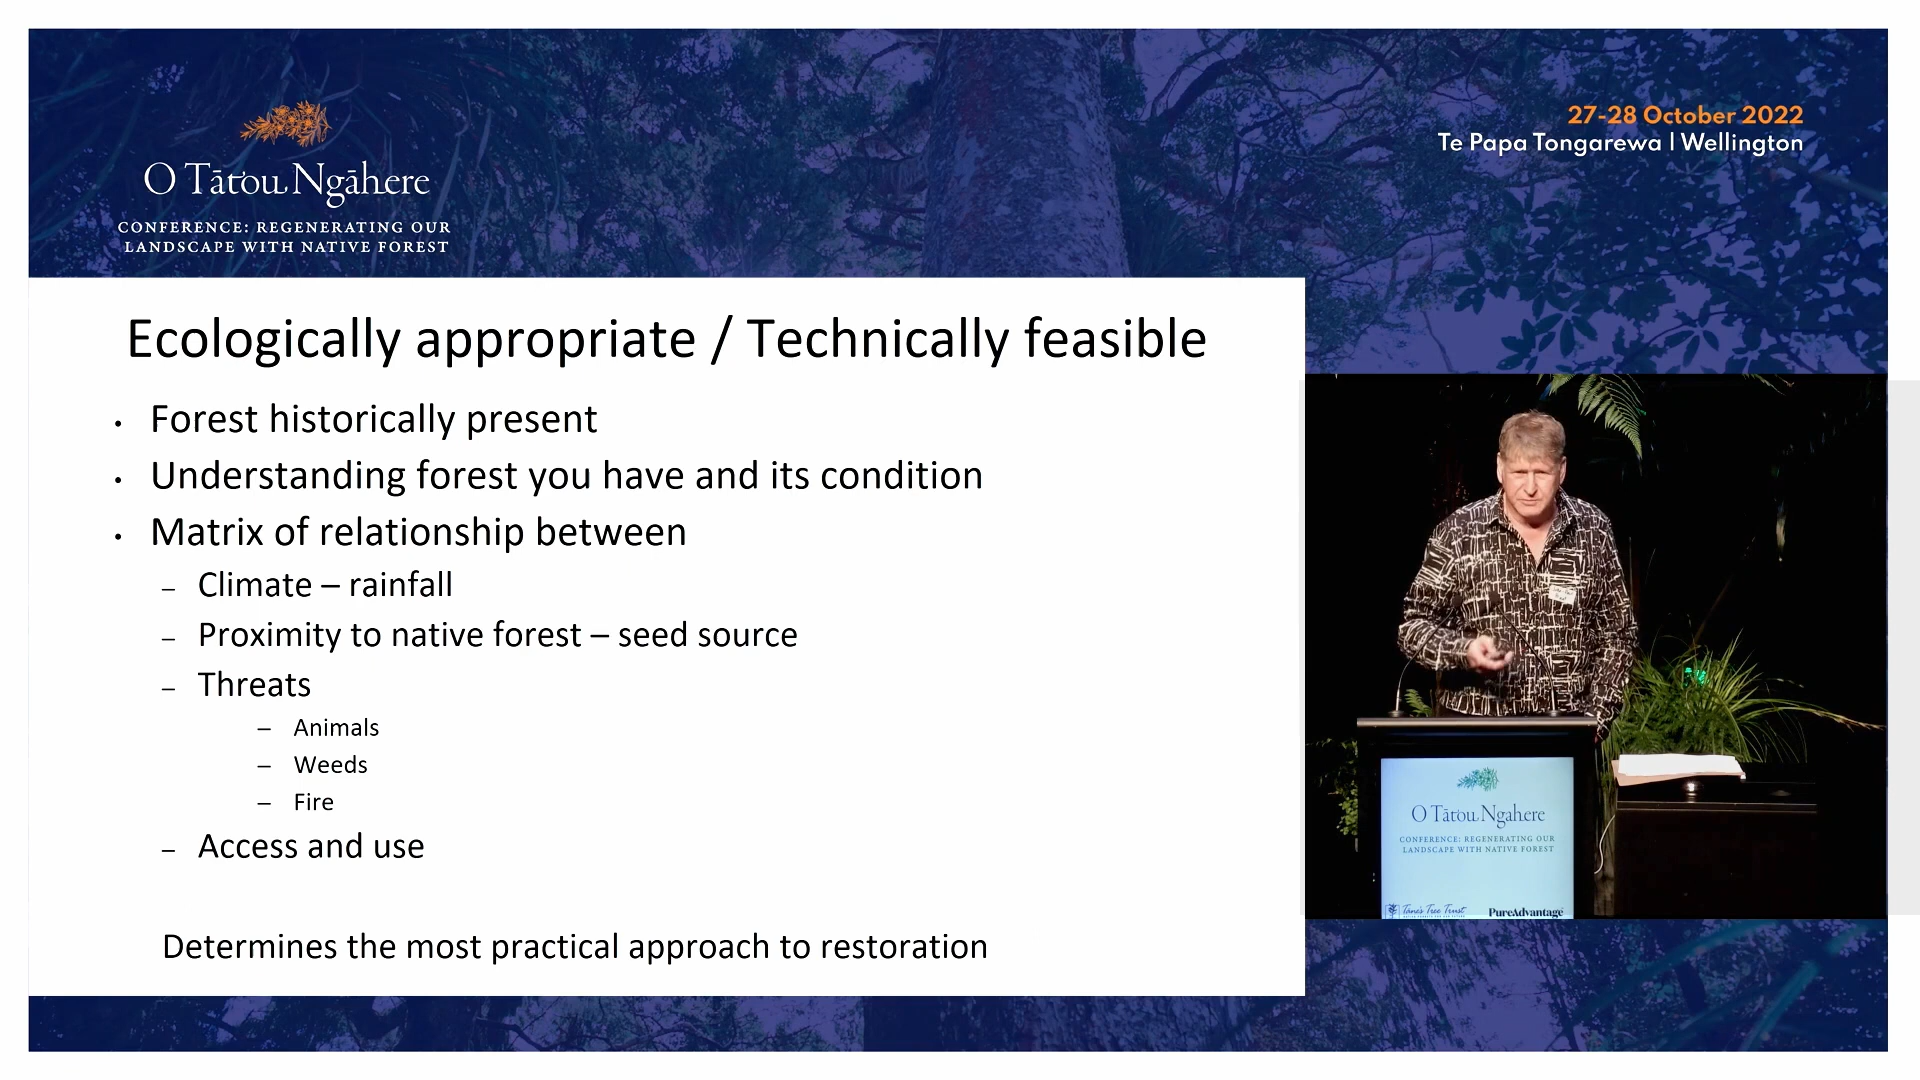 O Tātou Ngāhere
CONFERENCE: REGENERATING OUR
LANDSCAPE WITH NATIVE FOREST
27-28 October 2022
Te Papa Tongarewa | Wellington
Ecologically appropriate / Technically feasible
• Forest historically present
• Understanding forest you have and its condition
• Matrix of relationship between
– Climate – rainfall
– Proximity to native forest – seed source
– Threats
– Animals
– Weeds
– Fire
– Access and use
Determines the most practical approach to restoration
O Tātou Ngahere
CONFERENCE: REGENERATING OUR
LANDSCAPE WITH NATIVE FOREST
Tāne's Tree Trust
PureAdvantage